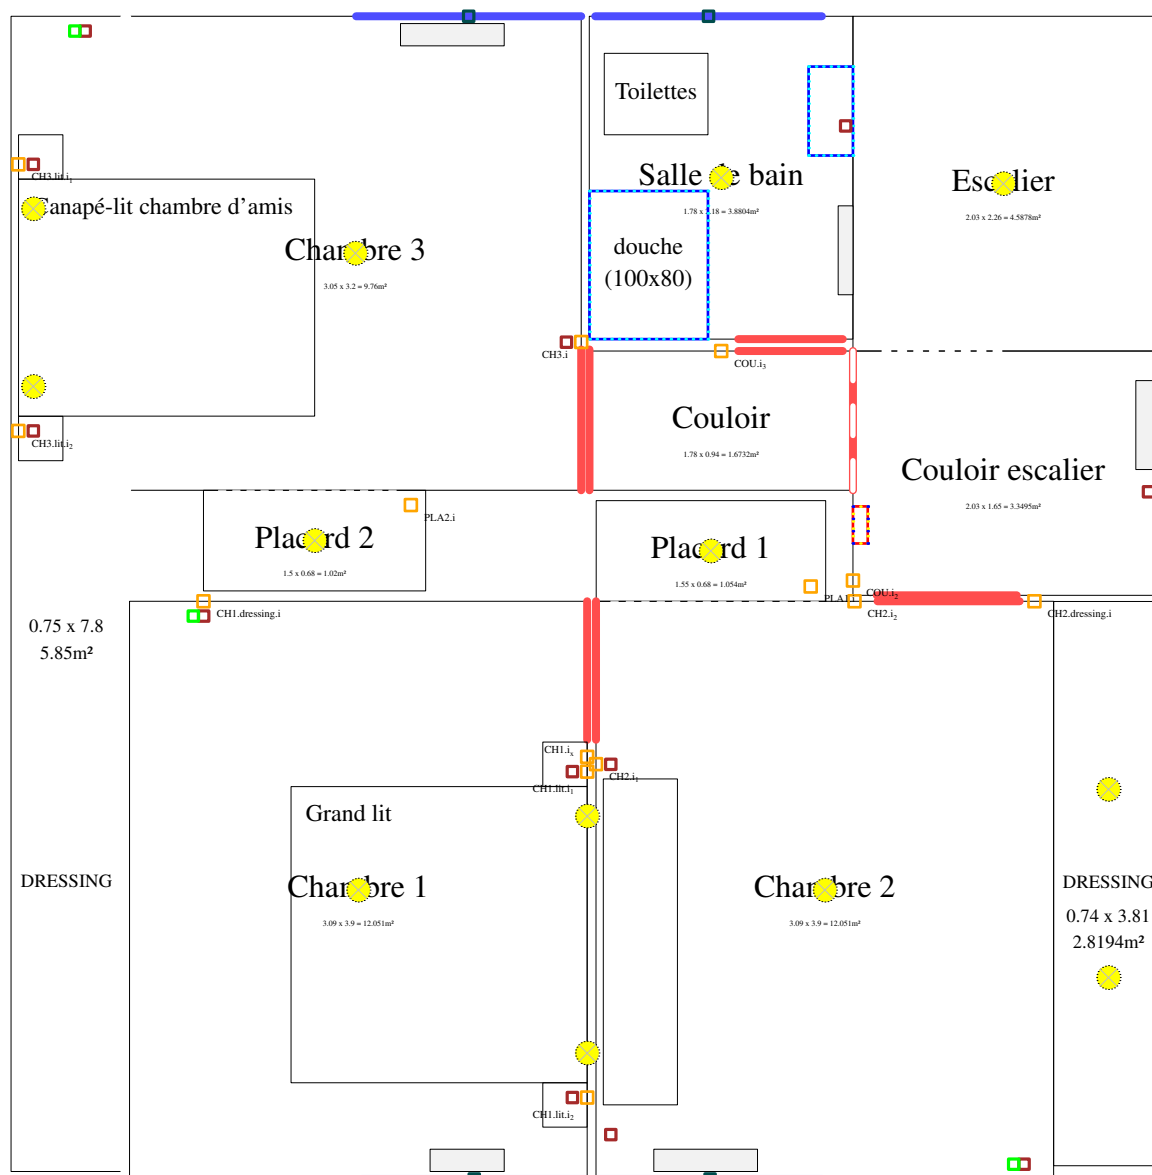 Toilettes
Salle de bain
1.78 x 2.18 = 3.8804m²
Escalier
2.03 x 2.26 = 4.5878m²
CH3.lit.i₁
Canapé-lit chambre d'amis
Chambre 3
3.05 x 3.2 = 9.76m²
douche
(100x80)
CH3.i
COU.i₃
Couloir
1.78 x 0.94 = 1.6732m²
CH3.lit.i₂
Couloir escalier
2.03 x 1.65 = 3.3495m²
PLA2.i
Placard 2
1.5 x 0.68 = 1.02m²
Placard 1
1.55 x 0.68 = 1.054m²
PLA1.i
COU.i₂
CH1.dressing.i
CH2.i₂
CH2.dressing.i
0.75 x 7.8
5.85m²
CH1.iₓ
CH2.i₁
CH1.lit.i₁
Grand lit
DRESSING
Chambre 1
3.09 x 3.9 = 12.051m²
Chambre 2
3.09 x 3.9 = 12.051m²
DRESSING
0.74 x 3.81
2.8194m²
CH1.lit.i₂